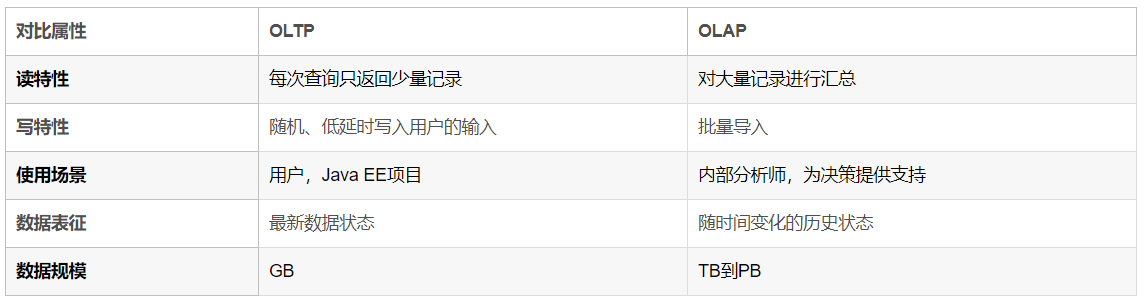 对比属性 OLTP OLAP
读特性 每次查询只返回少量记录 对大量记录进行汇总
写特性 随机、低延时写入用户的输入 批量导入
使用场景 用户，Java EE项目 内部分析师，为决策提供支持
数据表征 最新数据状态 随时间变化的历史状态
数据规模 GB TB到PB